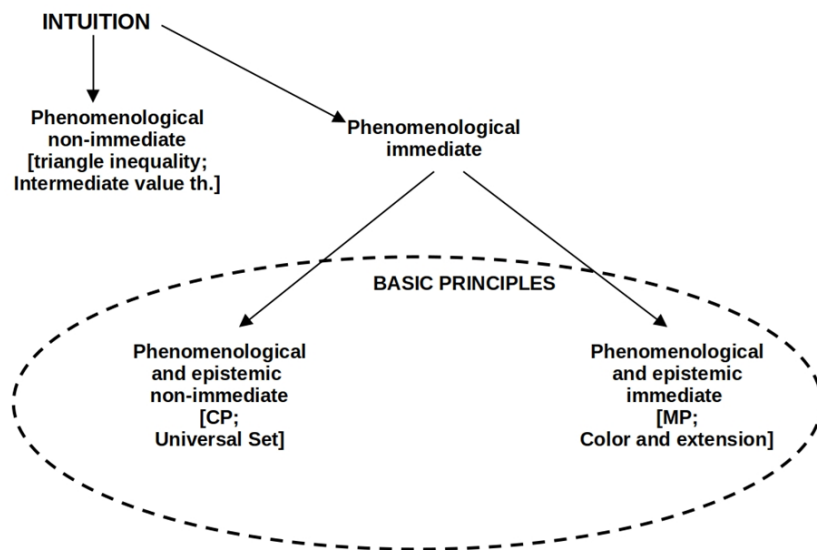 INTUITION
Phenomenological
non-immediate
[triangle inequality;
Intermediate value th.]
Phenomenological
immediate
BASIC PRINCIPLES
Phenomenological
and epistemic
non-immediate
[CP;
Universal Set]
Phenomenological
and epistemic
immediate
[MP;
Color and extension]